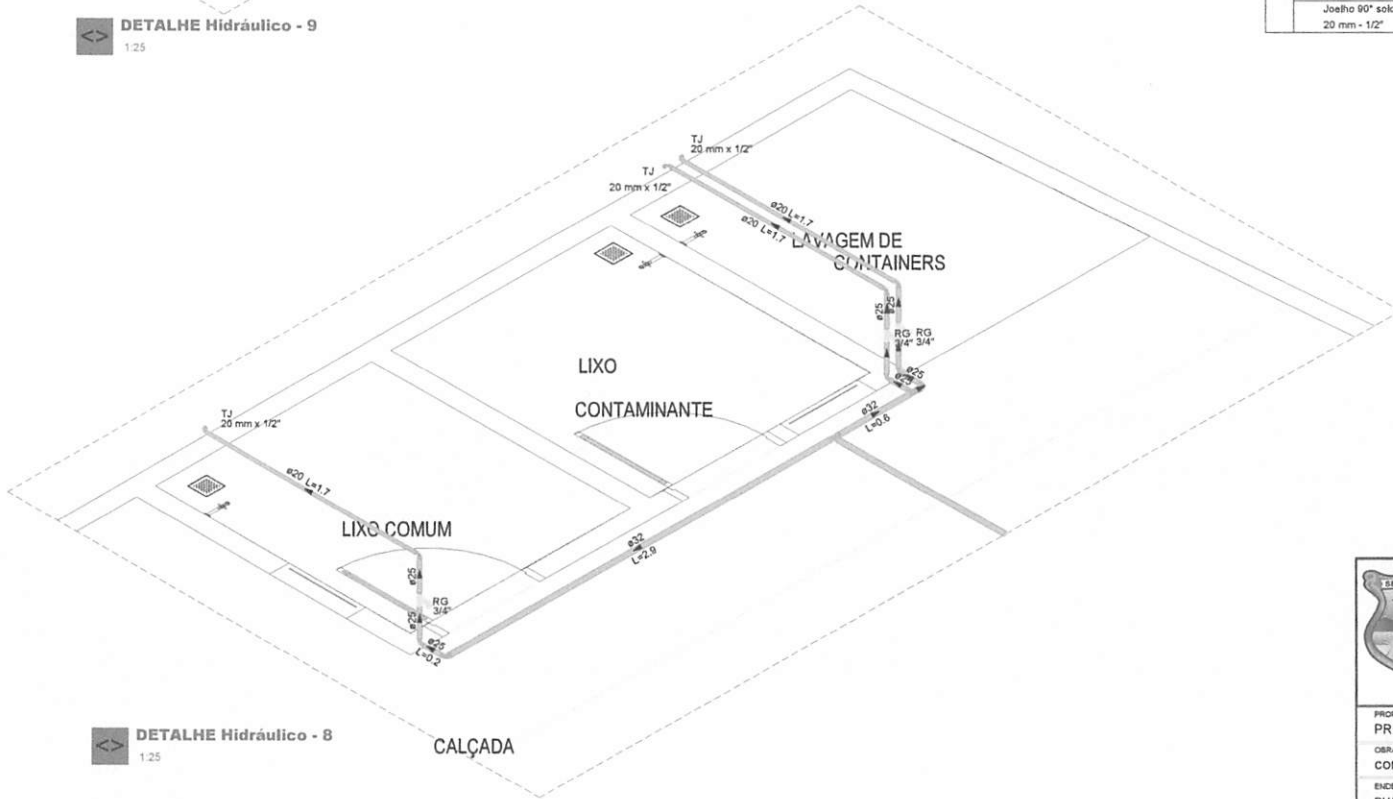 DETALHE Hidráulico - 9
1:25
Joelho 90°
20 mm - 1/2"
TJ
20 mm x 1/2"
TJ
20 mm x 1/2"
ø20 L=1.7
ø20 L=1.7
LAVAGEM DE
CONTAINERS
ø25
ø25
RG
3/4"
RG
3/4"
ø25
ø25
ø32
L=0.6
LIXO
CONTAMINANTE
TJ
20 mm x 1/2"
ø20 L=1.7
LIXO COMUM
ø32
L=2.9
ø25
RG
3/4"
ø25
ø25
L=0.2
DETALHE Hidráulico - 8
1:25
CALÇADA
PR